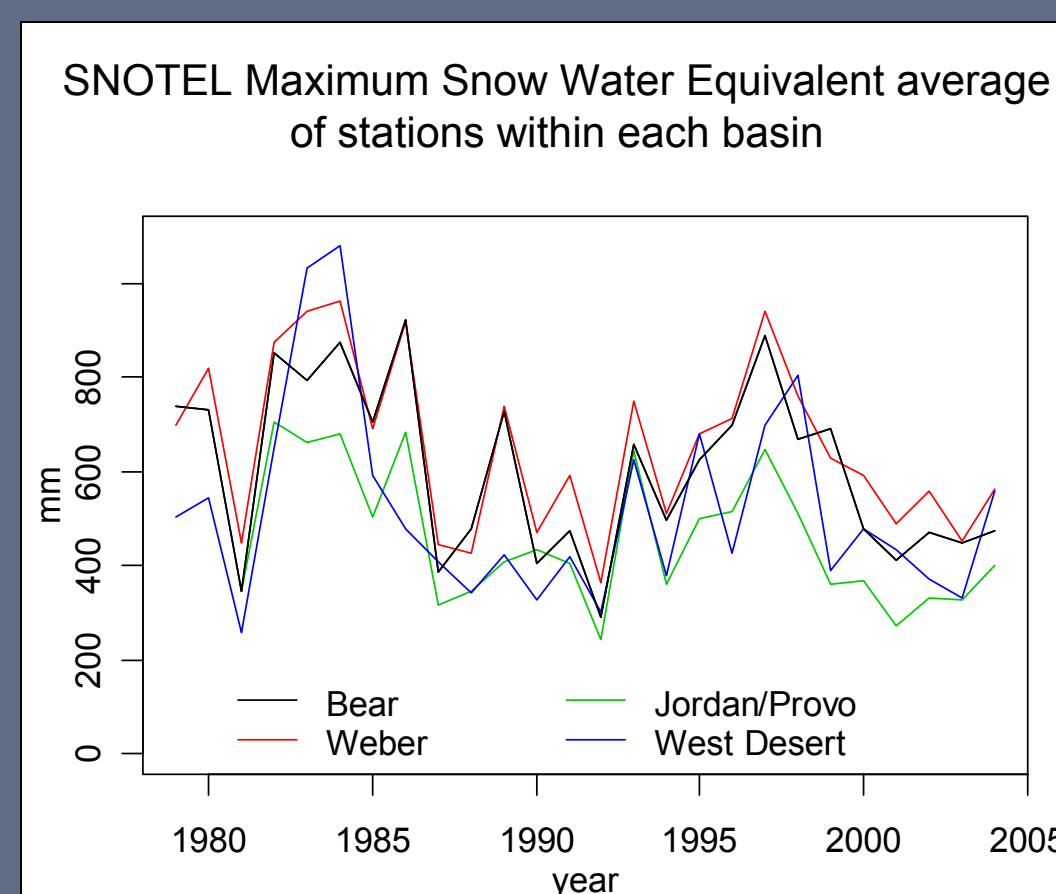 SNOTEL Maximum Snow Water Equivalent average
of stations within each basin
mm
800
600
400
200
0
Bear
Weber
Jordan/Provo
West Desert
1980 1985 1990 1995 2000 2005
year